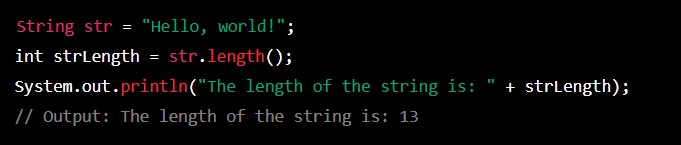 String str = "Hello, world!";
int strLength = str.length();
System.out.println("The length of the string is: " + strLength);
// Output: The length of the string is: 13